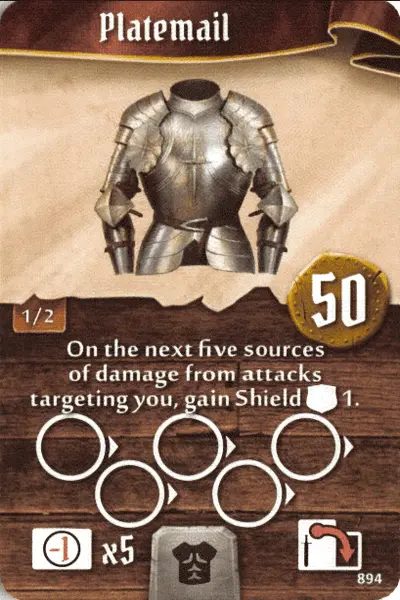 Platemail
50
1/2
On the next five sources
of damage from attacks
targeting you, gain Shield 1.
-1 x5
894